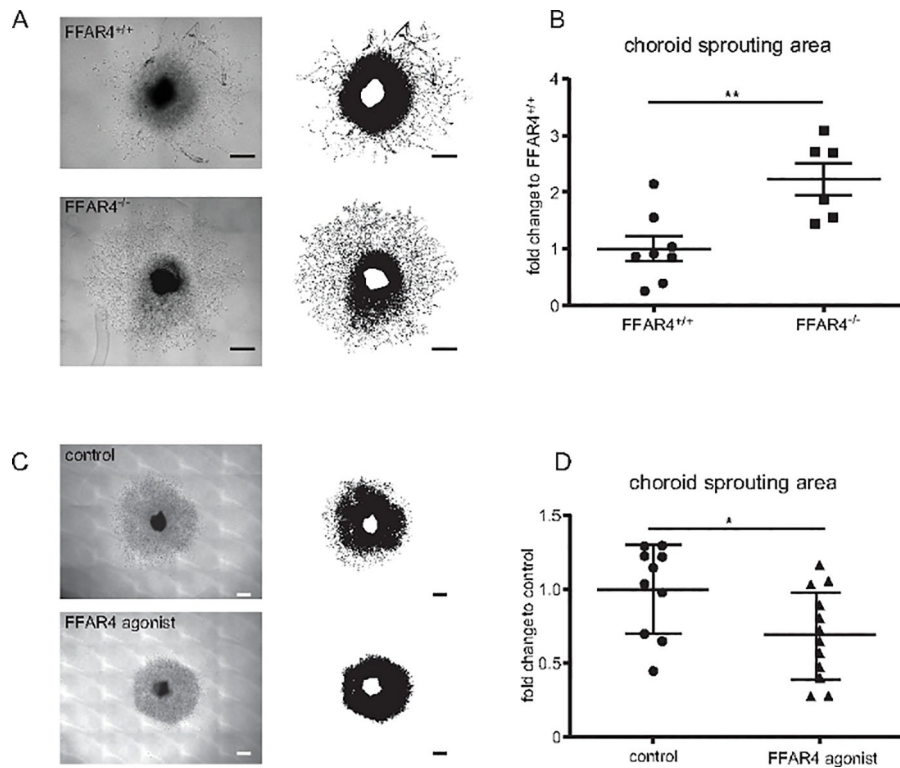 A
FFAR4+/+
FFAR4-/-
B
choroid sprouting area
fold change to FFAR4+/+
4
3
2
1
0
**
FFAR4+/+
FFAR4-/-
C
control
FFAR4 agonist
D
choroid sprouting area
fold change to control
1.5
1.0
0.5
0
*
control
FFAR4 agonist